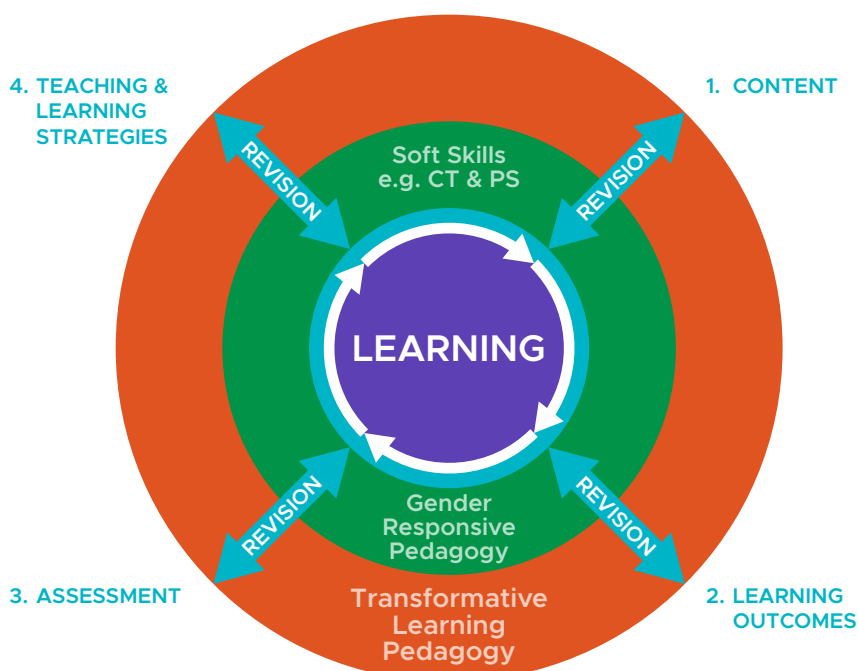 4. TEACHING &
LEARNING
STRATEGIES
1. CONTENT
REVISION
REVISION
Soft Skills
e.g. CT & PS
LEARNING
REVISION
REVISION
Gender
Responsive
Pedagogy
3. ASSESSMENT
2. LEARNING
OUTCOMES
Transformative
Learning
Pedagogy